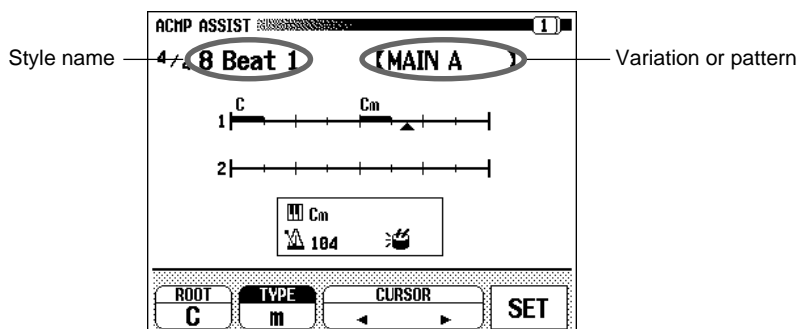 ACMP ASSIST 1
Style name 4/4 8 Beat 1 【MAIN A 】 Variation or pattern
C Cm
1
2
Cm
104
ROOT TYPE CURSOR SET
C m ◄ ►